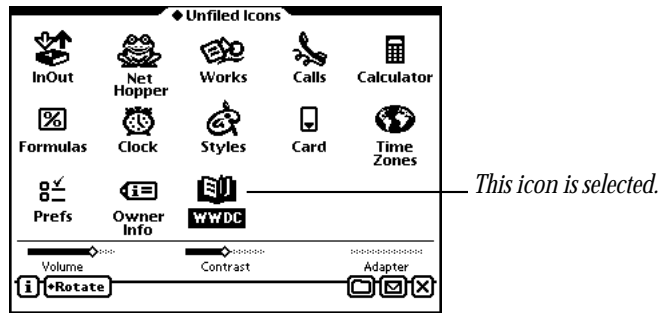 ◆Unfiled Icons
InOut
Net
Hopper
Works
Calls
Calculator
Formulas
Clock
Styles
Card
Time
Zones
Prefs
Owner
Info
WWDC
This icon is selected.
Volume
Contrast
Adapter
i
◆Rotate